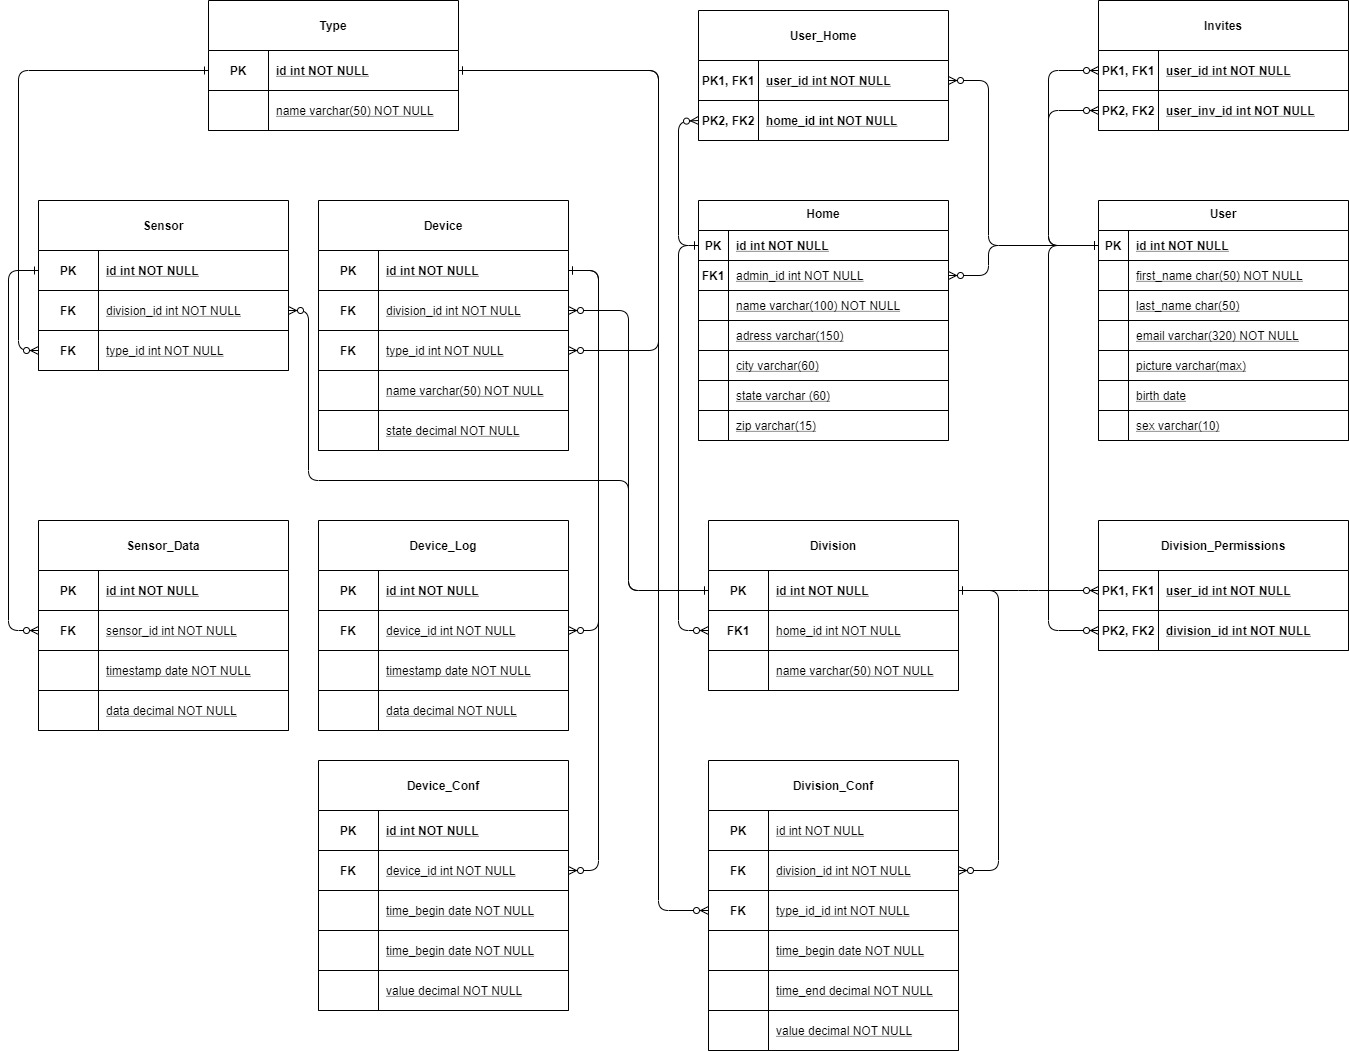 Type
PK id int NOT NULL
name varchar(50) NOT NULL
User_Home
PK1, FK1 user_id int NOT NULL
PK2, FK2 home_id int NOT NULL
Invites
PK1, FK1 user_id int NOT NULL
PK2, FK2 user_inv_id int NOT NULL
Sensor
PK id int NOT NULL
FK division_id int NOT NULL
FK type_id int NOT NULL
Device
PK id int NOT NULL
FK division_id int NOT NULL
FK type_id int NOT NULL
name varchar(50) NOT NULL
state decimal NOT NULL
Home
PK id int NOT NULL
FK1 admin_id int NOT NULL
name varchar(100) NOT NULL
adress varchar(150)
city varchar(60)
state varchar (60)
zip varchar(15)
User
PK id int NOT NULL
first_name char(50) NOT NULL
last_name char(50)
email varchar(320) NOT NULL
picture varchar(max)
birth date
sex varchar(10)
Sensor_Data
PK id int NOT NULL
FK sensor_id int NOT NULL
timestamp date NOT NULL
data decimal NOT NULL
Device_Log
PK id int NOT NULL
FK device_id int NOT NULL
timestamp date NOT NULL
data decimal NOT NULL
Division
PK id int NOT NULL
FK1 home_id int NOT NULL
name varchar(50) NOT NULL
Division_Permissions
PK1, FK1 user_id int NOT NULL
PK2, FK2 division_id int NOT NULL
Device_Conf
PK id int NOT NULL
FK device_id int NOT NULL
time_begin date NOT NULL
time_begin date NOT NULL
value decimal NOT NULL
Division_Conf
PK id int NOT NULL
FK division_id int NOT NULL
FK type_id_id int NOT NULL
time_begin date NOT NULL
time_end decimal NOT NULL
value decimal NOT NULL